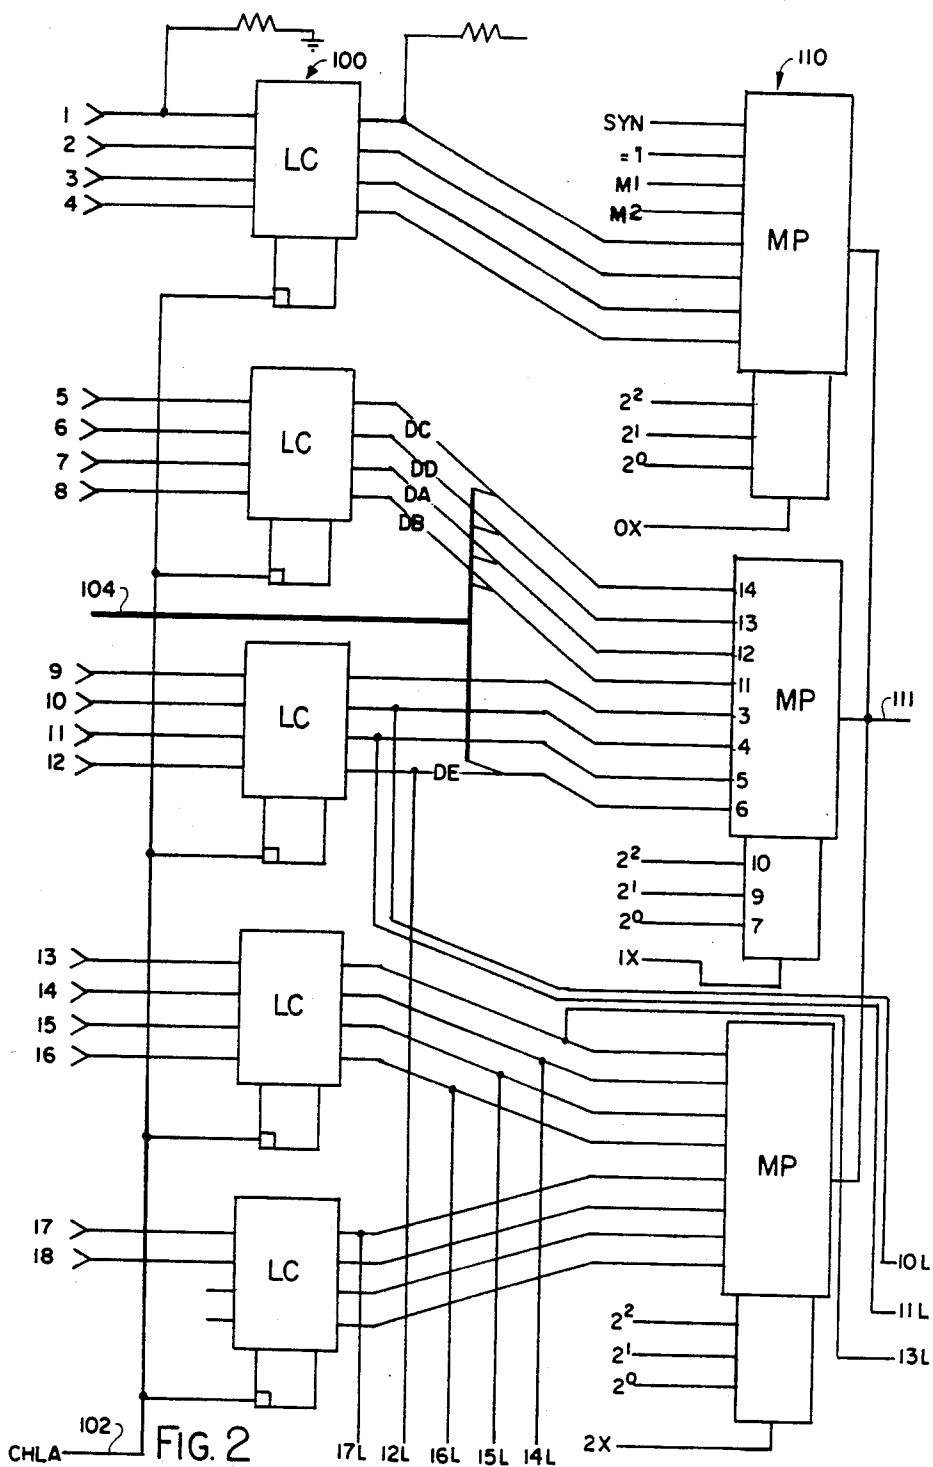 100
110
1
2
3
4
LC
SYN
= 1
M1
M2
MP
2²
2¹
2⁰
0X
5
6
7
8
LC
DC
DD
DA
DB
104
14
13
12
11
3
4
5
6
MP
111
9
10
11
12
LC
DE
2² 10
2¹ 9
2⁰ 7
1X
13
14
15
16
LC
MP
17
18
LC
10L
11L
13L
2²
2¹
2⁰
2X
102
CHLA
FIG. 2
17L 12L 16L 15L 14L